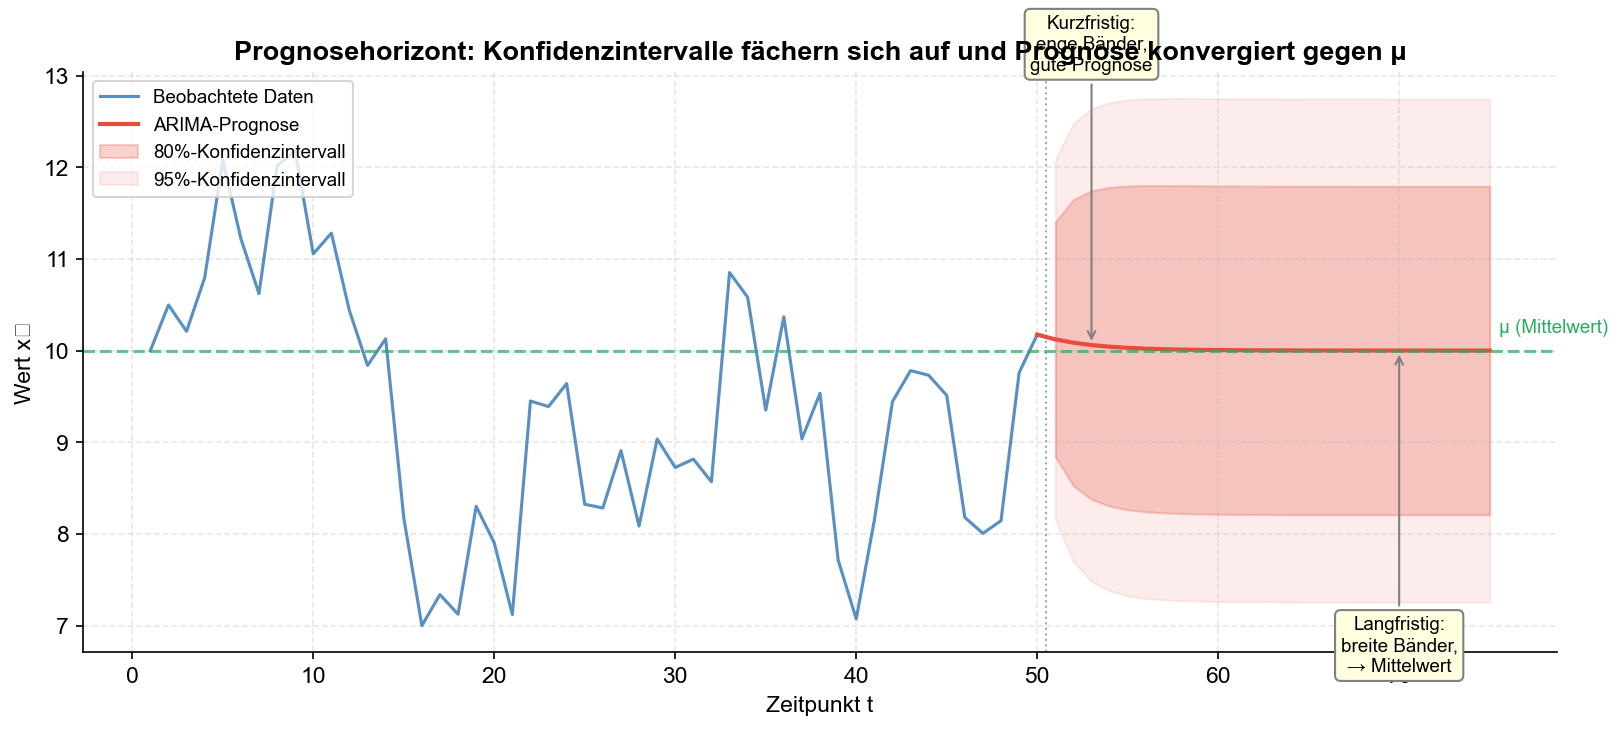 Kurzfristig:
enge Bänder,
gute Prognose
Prognosehorizont: Konfidenzintervalle fächern sich auf und Prognose konvergiert gegen μ
Beobachtete Daten
ARIMA-Prognose
80%-Konfidenzintervall
95%-Konfidenzintervall
13
12
11
10
9
8
7
Wert x□
μ (Mittelwert)
Langfristig:
breite Bänder,
→ Mittelwert
0 10 20 30 40 50 60
Zeitpunkt t